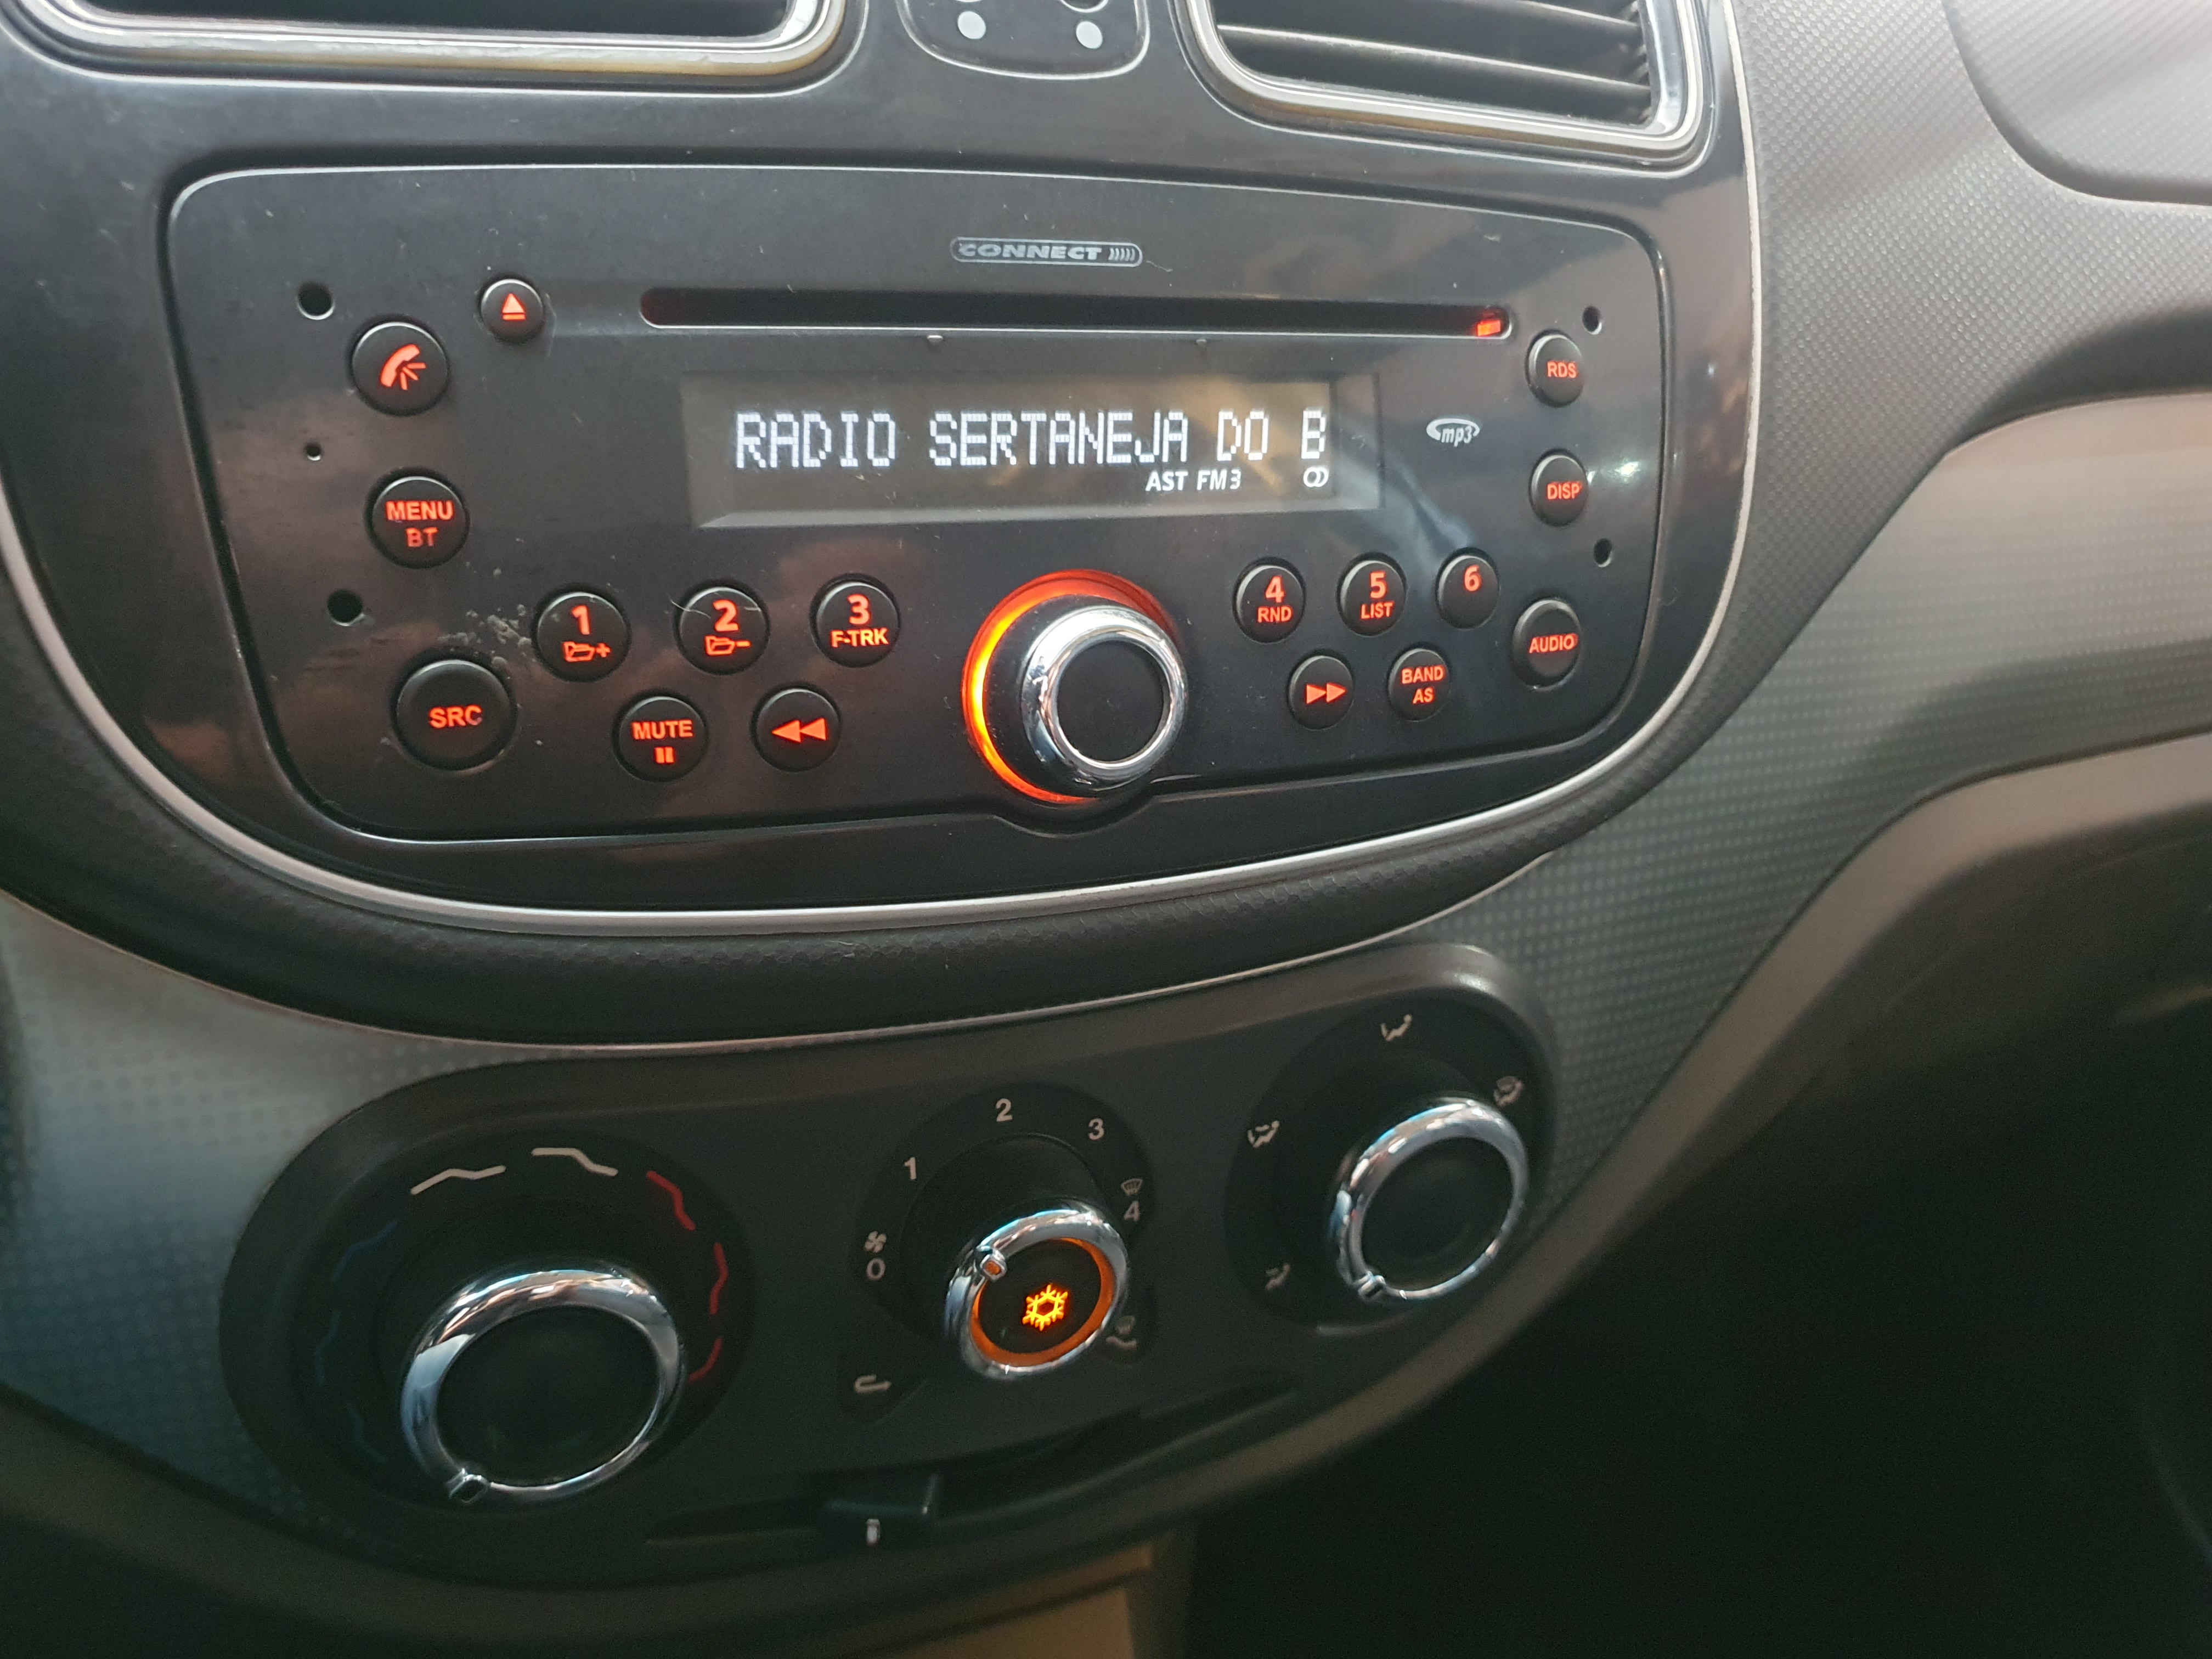 CONNECT
RDS
RADIO SERTANEJA DO B
mp3
AST FM3
DISP
MENU
BT
1
2
3
F-TRK
4
RND
5
LIST
6
AUDIO
SRC
MUTE
BAND
AS
0
1
2
3
4